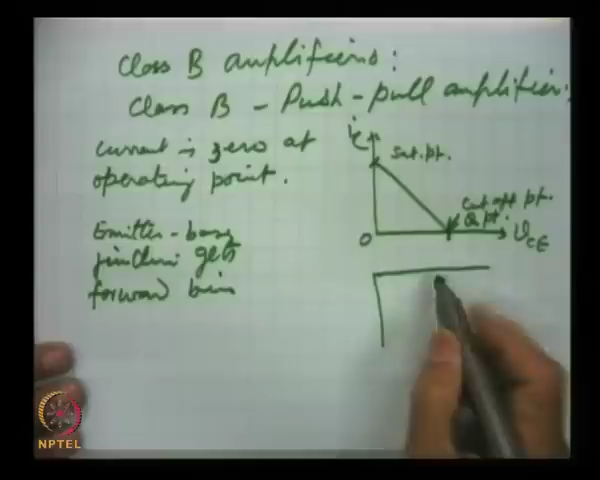 Class B amplifiers:
Class B - Push-pull amplifier:
current is zero at
operating point.
Emitter-base
junction gets
forward bias
ic
Sat. pt.
Cut off pt.
Q pt.
0
VCE
NPTEL